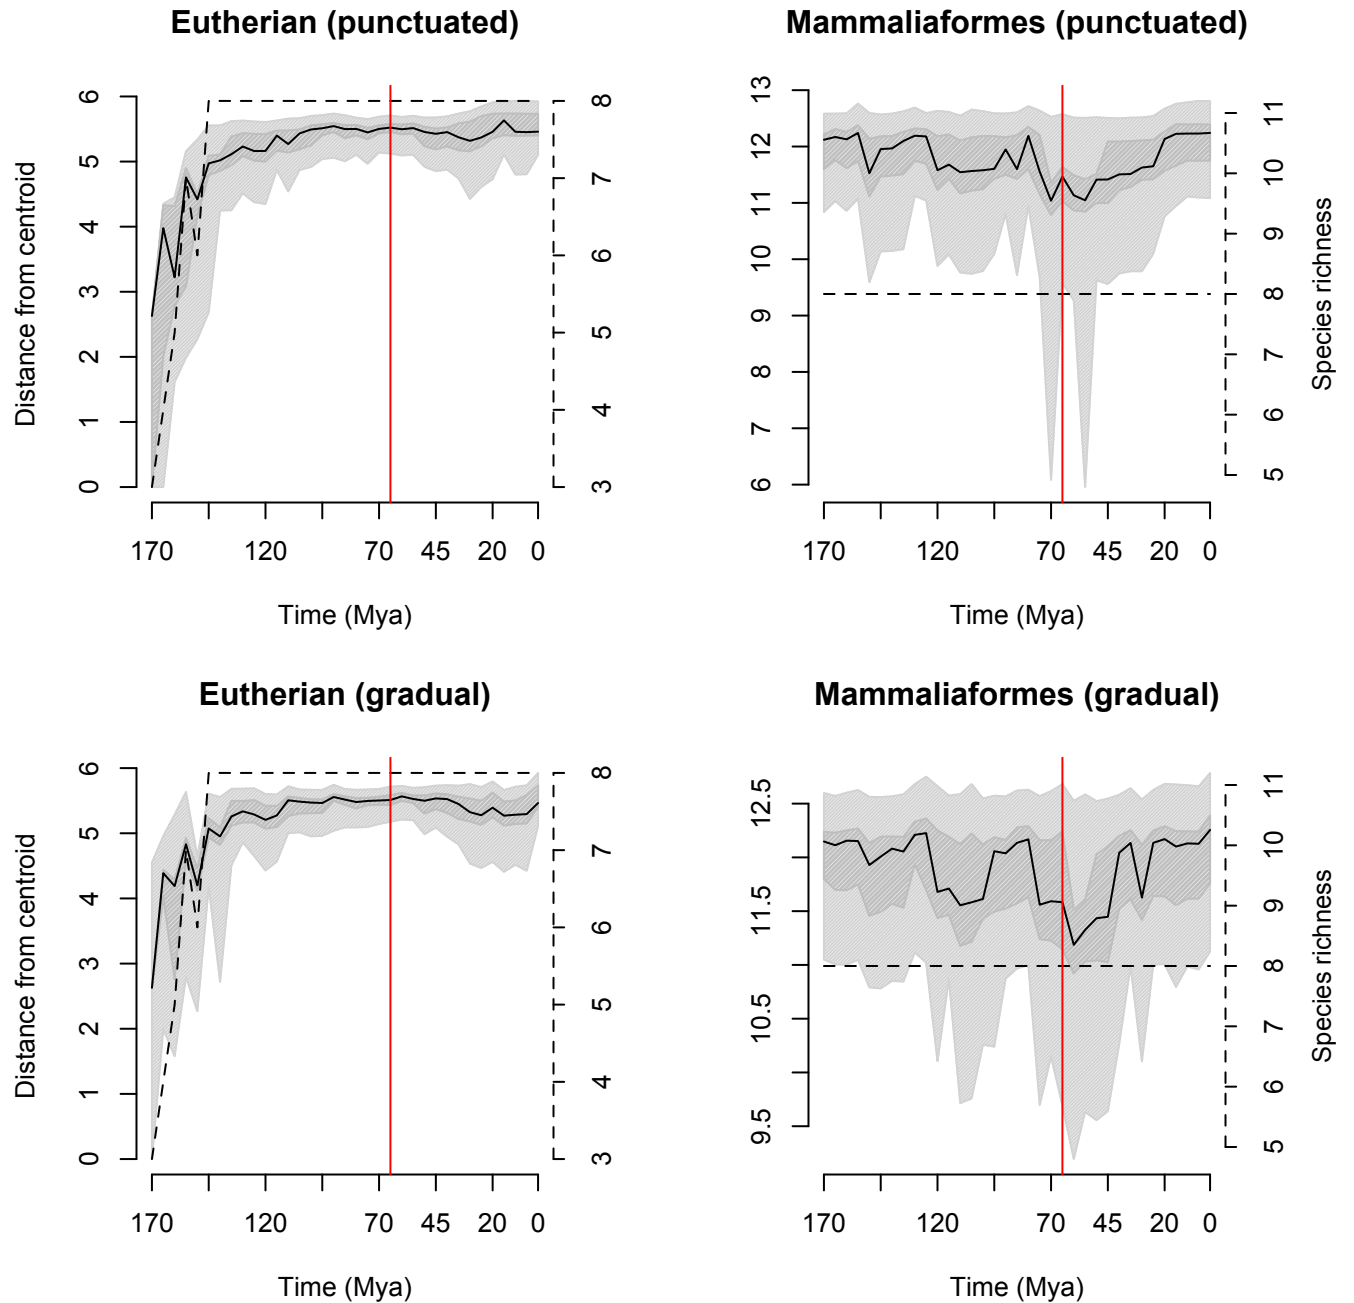 Eutherian (punctuated)
Distance from centroid
0 1 2 3 4 5 6
3 4 5 6 7 8
170 120 70 45 20 0
Time (Mya)
Mammaliaformes (punctuated)
6 7 8 9 10 11 12 13
5 6 7 8 9 10 11
Species richness
170 120 70 45 20 0
Time (Mya)
Eutherian (gradual)
Distance from centroid
0 1 2 3 4 5 6
3 4 5 6 7 8
170 120 70 45 20 0
Time (Mya)
Mammaliaformes (gradual)
9.5 10.5 11.5 12.5
5 6 7 8 9 10 11
Species richness
170 120 70 45 20 0
Time (Mya)